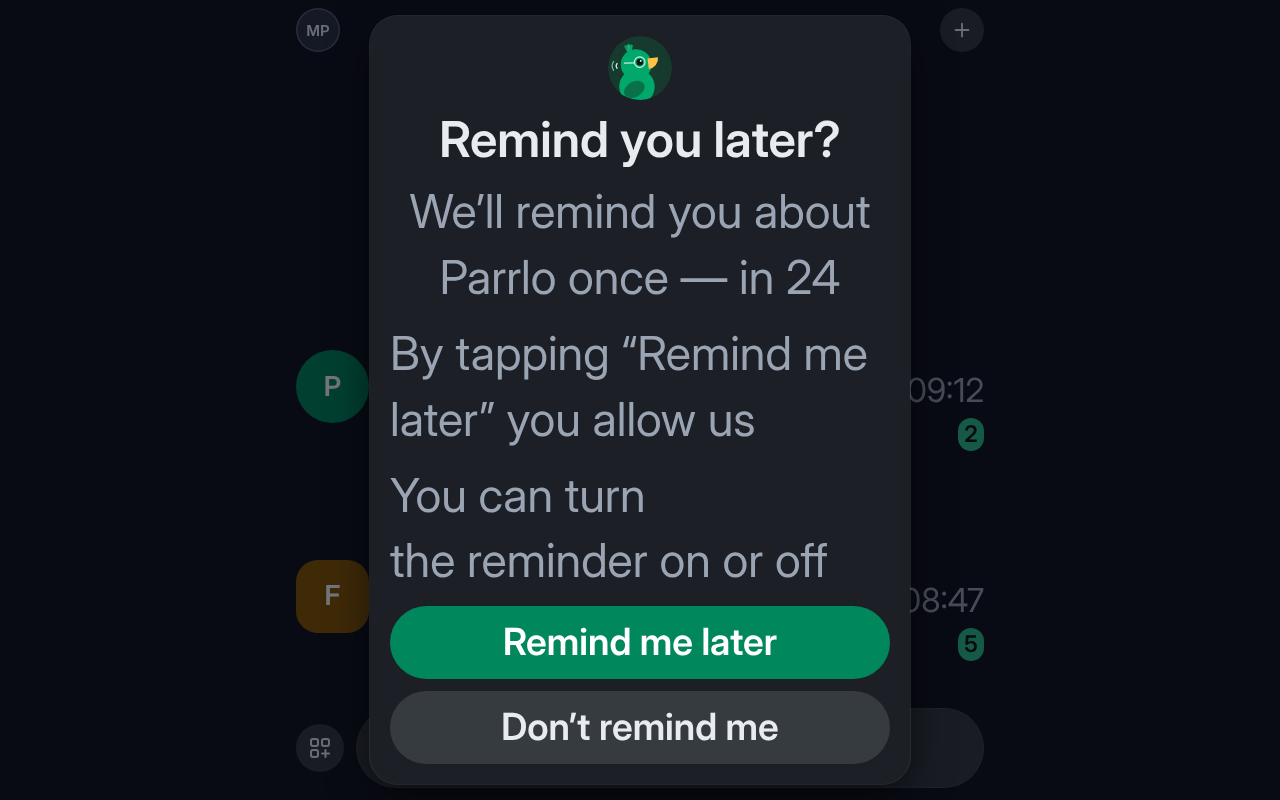 MP
Remind you later?
We’ll remind you about
Parrlo once — in 24
By tapping “Remind me
later” you allow us
You can turn
the reminder on or off
Remind me later
Don’t remind me
P
09:12
2
F
08:47
5